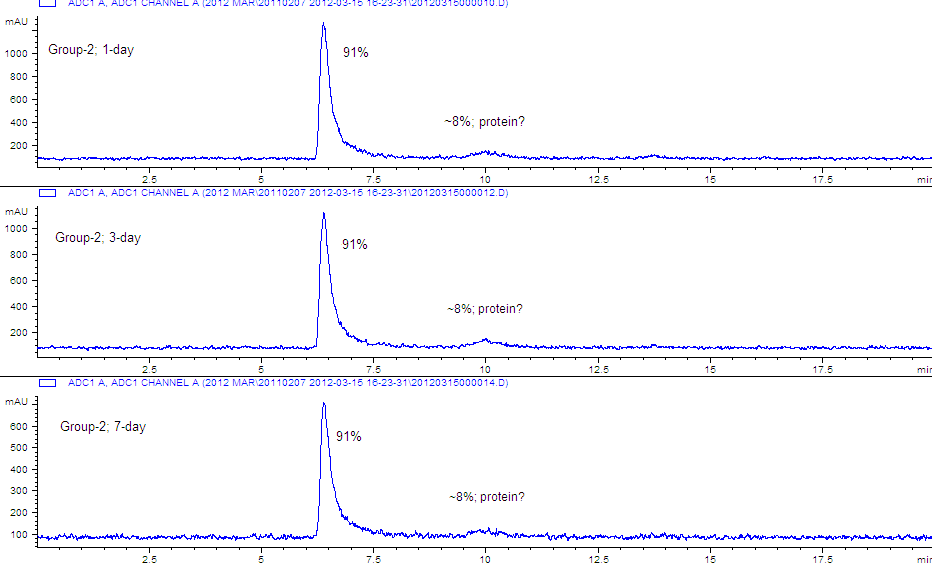 ADC1 A, ADC1 CHANNEL A (2012 MAR\20110207 2012-03-15 16-23-31\20120315000010.D)
mAU
Group-2; 1-day
91%
1000
800
600
~8%; protein?
400
200
2.5 5 7.5 10 12.5 15 17.5 min
ADC1 A, ADC1 CHANNEL A (2012 MAR\20110207 2012-03-15 16-23-31\20120315000012.D)
mAU
1000
Group-2; 3-day
91%
800
600
400
~8%; protein?
200
2.5 5 7.5 10 12.5 15 17.5 min
ADC1 A, ADC1 CHANNEL A (2012 MAR\20110207 2012-03-15 16-23-31\20120315000014.D)
mAU
600
Group-2; 7-day
91%
500
400
300
~8%; protein?
200
100
2.5 5 7.5 10 12.5 15 17.5 min